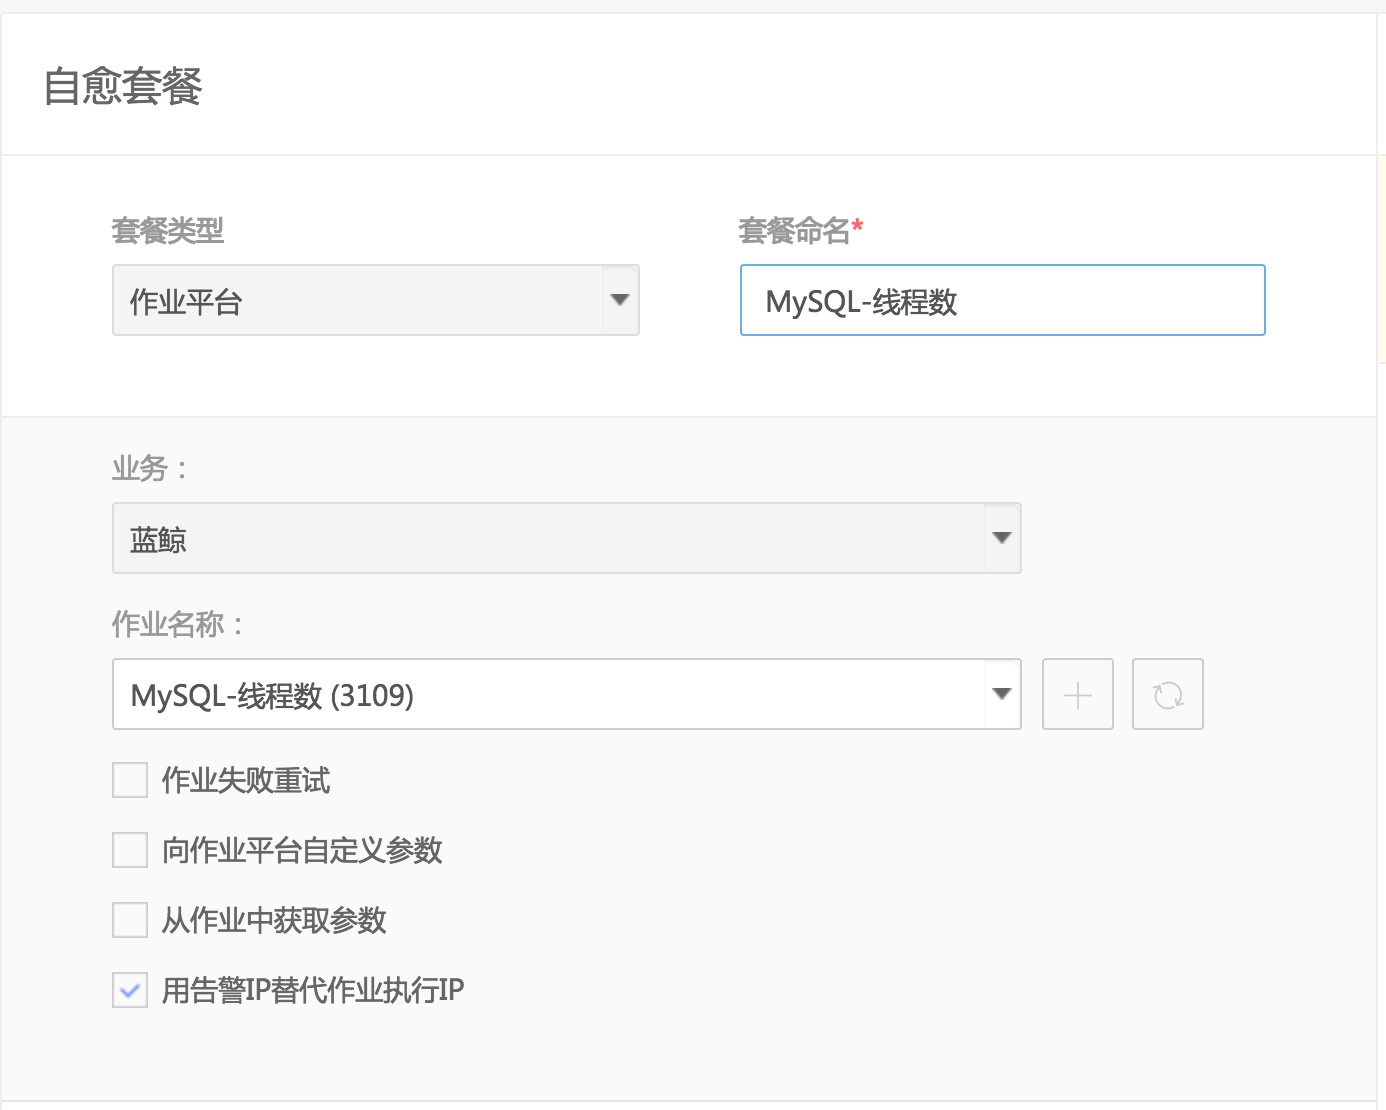 自愈套餐
套餐类型
套餐命名*
作业平台
MySQL-线程数
业务：
蓝鲸
作业名称：
MySQL-线程数 (3109)
作业失败重试
向作业平台自定义参数
从作业中获取参数
用告警IP替代作业执行IP